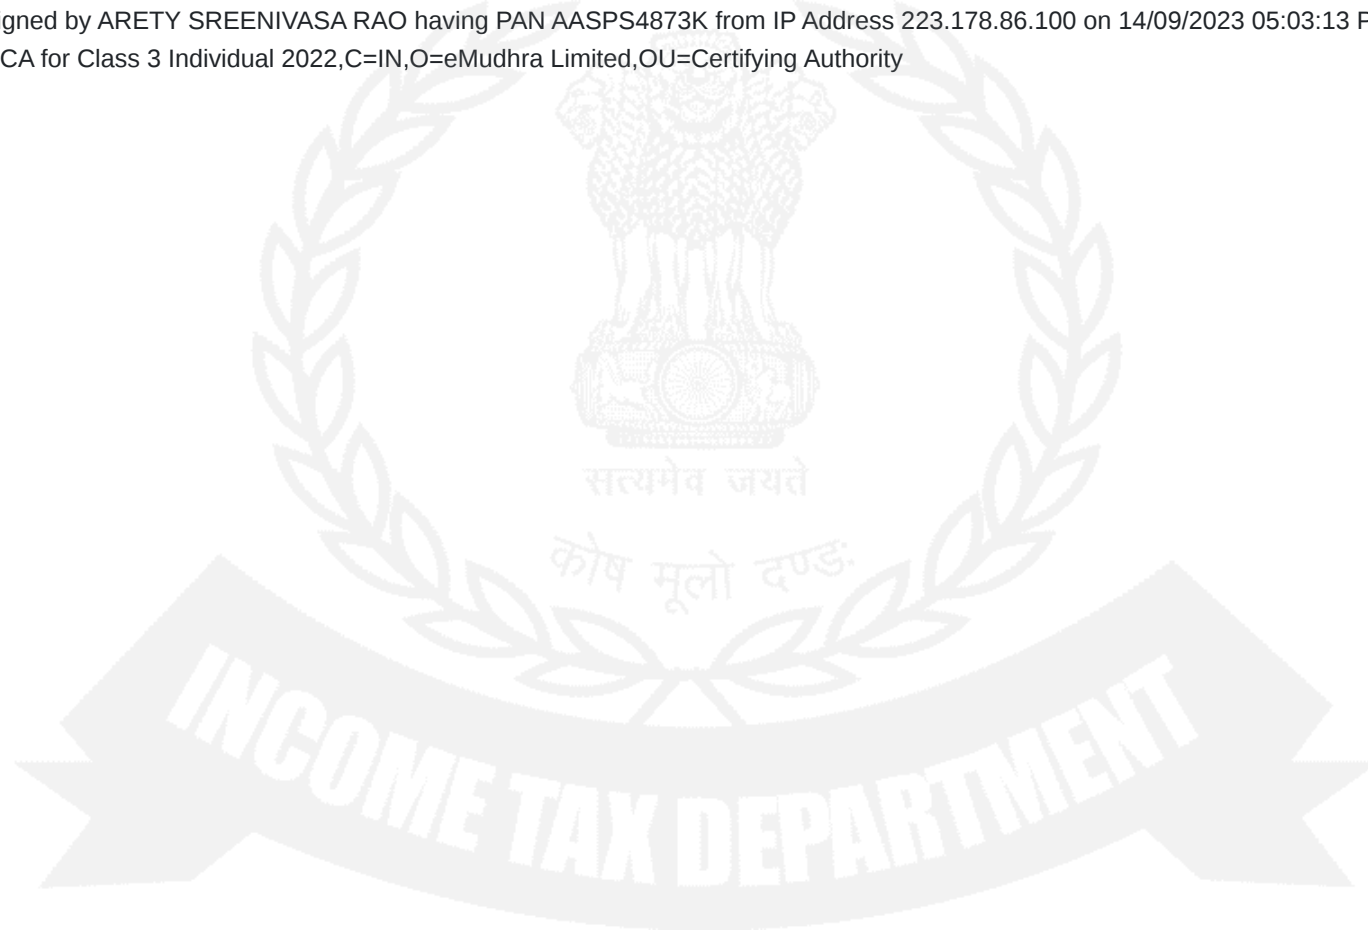 igned by ARETY SREENIVASA RAO having PAN AASPS4873K from IP Address 223.178.86.100 on 14/09/2023 05:03:13 P
CA for Class 3 Individual 2022,C=IN,O=eMudhra Limited,OU=Certifying Authority
सत्यमेव जयते
कोष मूलो दण्डः
INCOME TAX DEPARTMENT